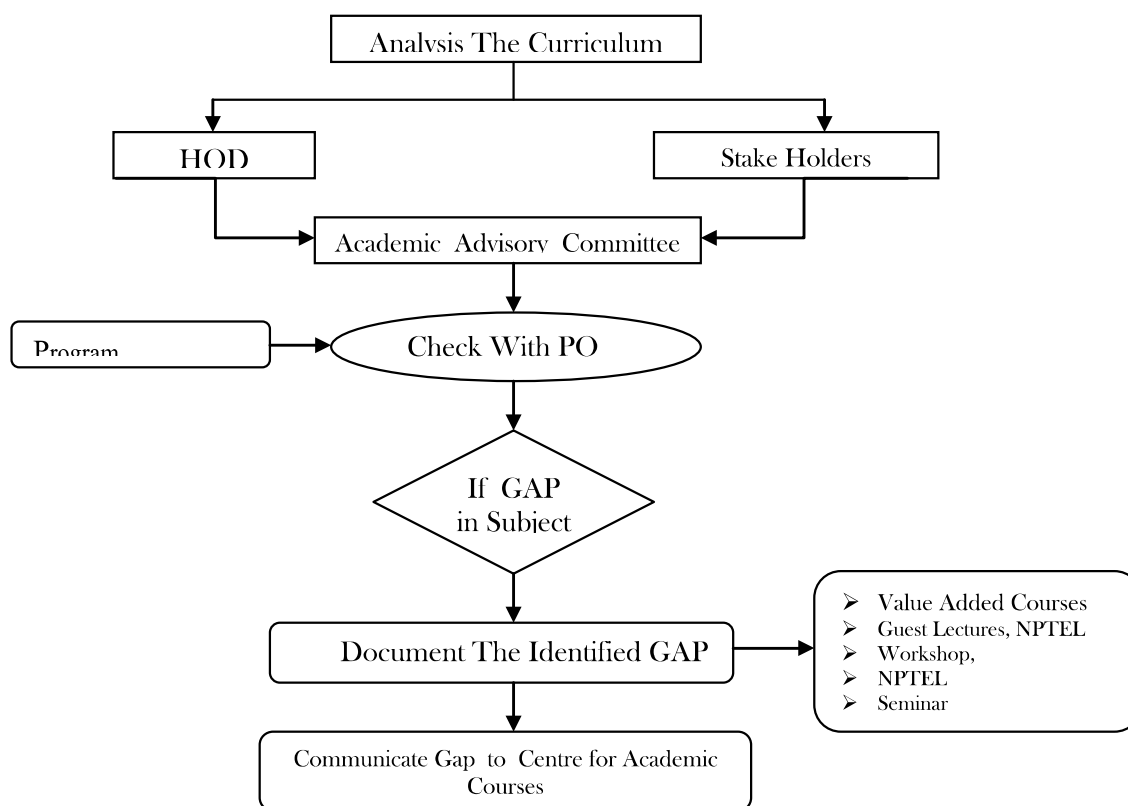 Analysis The Curriculum
HOD
Stake Holders
Academic Advisory Committee
Program
Check With PO
If GAP
in Subject
Document The Identified GAP
➢ Value Added Courses
➢ Guest Lectures, NPTEL
➢ Workshop,
➢ NPTEL
➢ Seminar
Communicate Gap to Centre for Academic
Courses